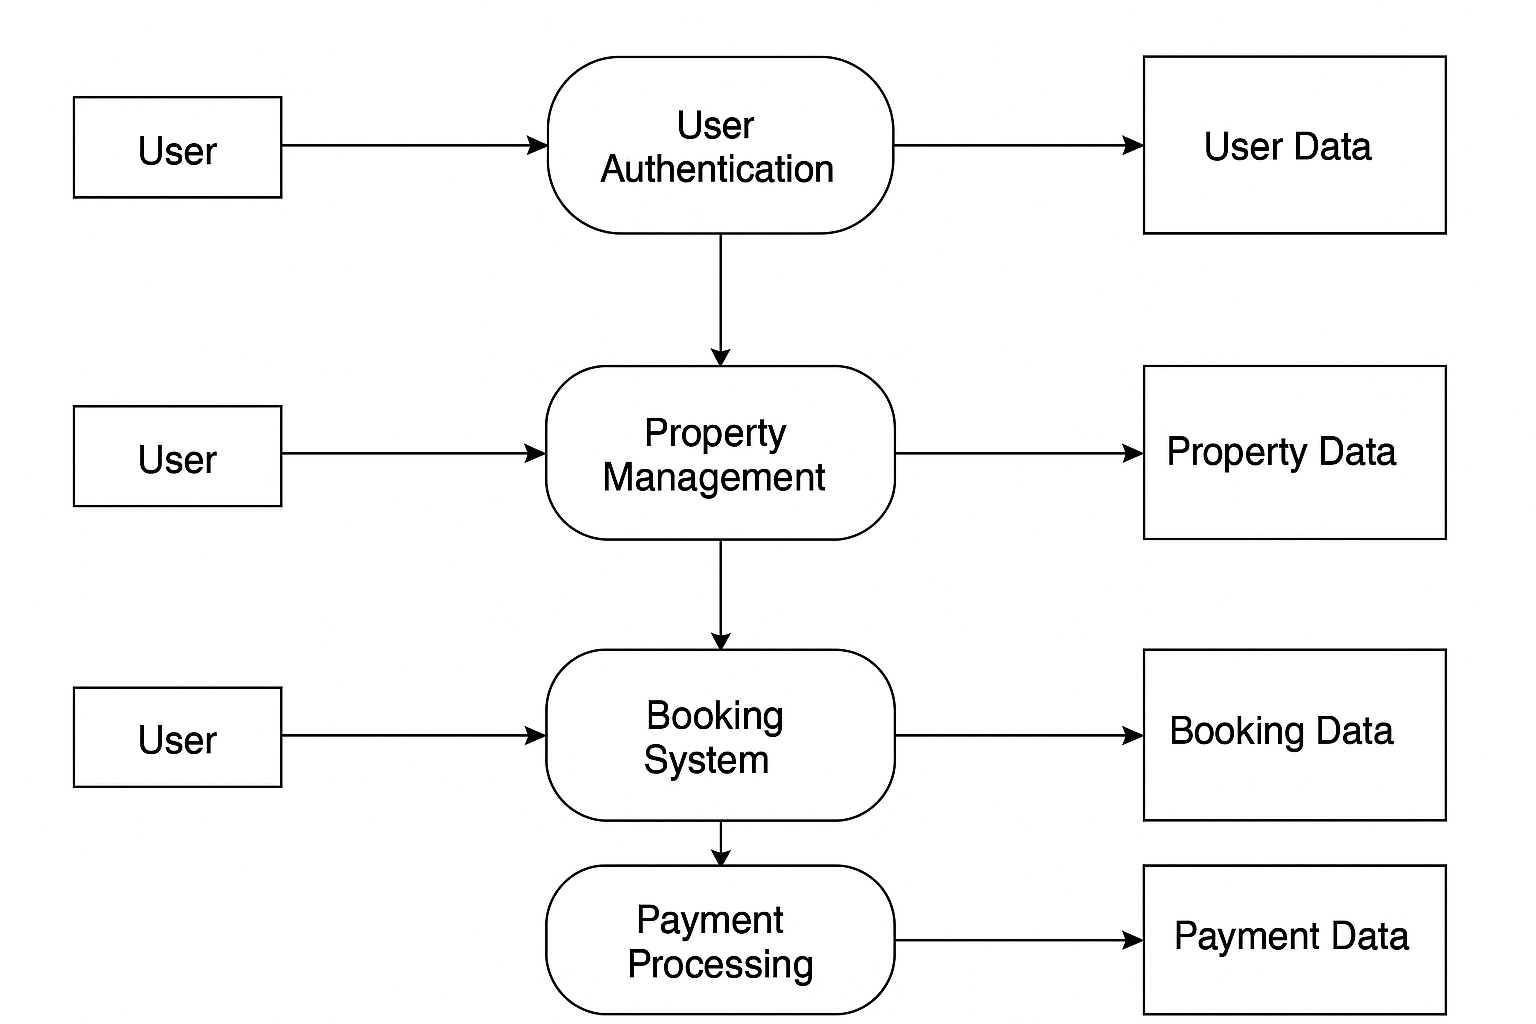 User
User
Authentication
User Data
User
Property
Management
Property Data
User
Booking
System
Booking Data
Payment
Processing
Payment Data